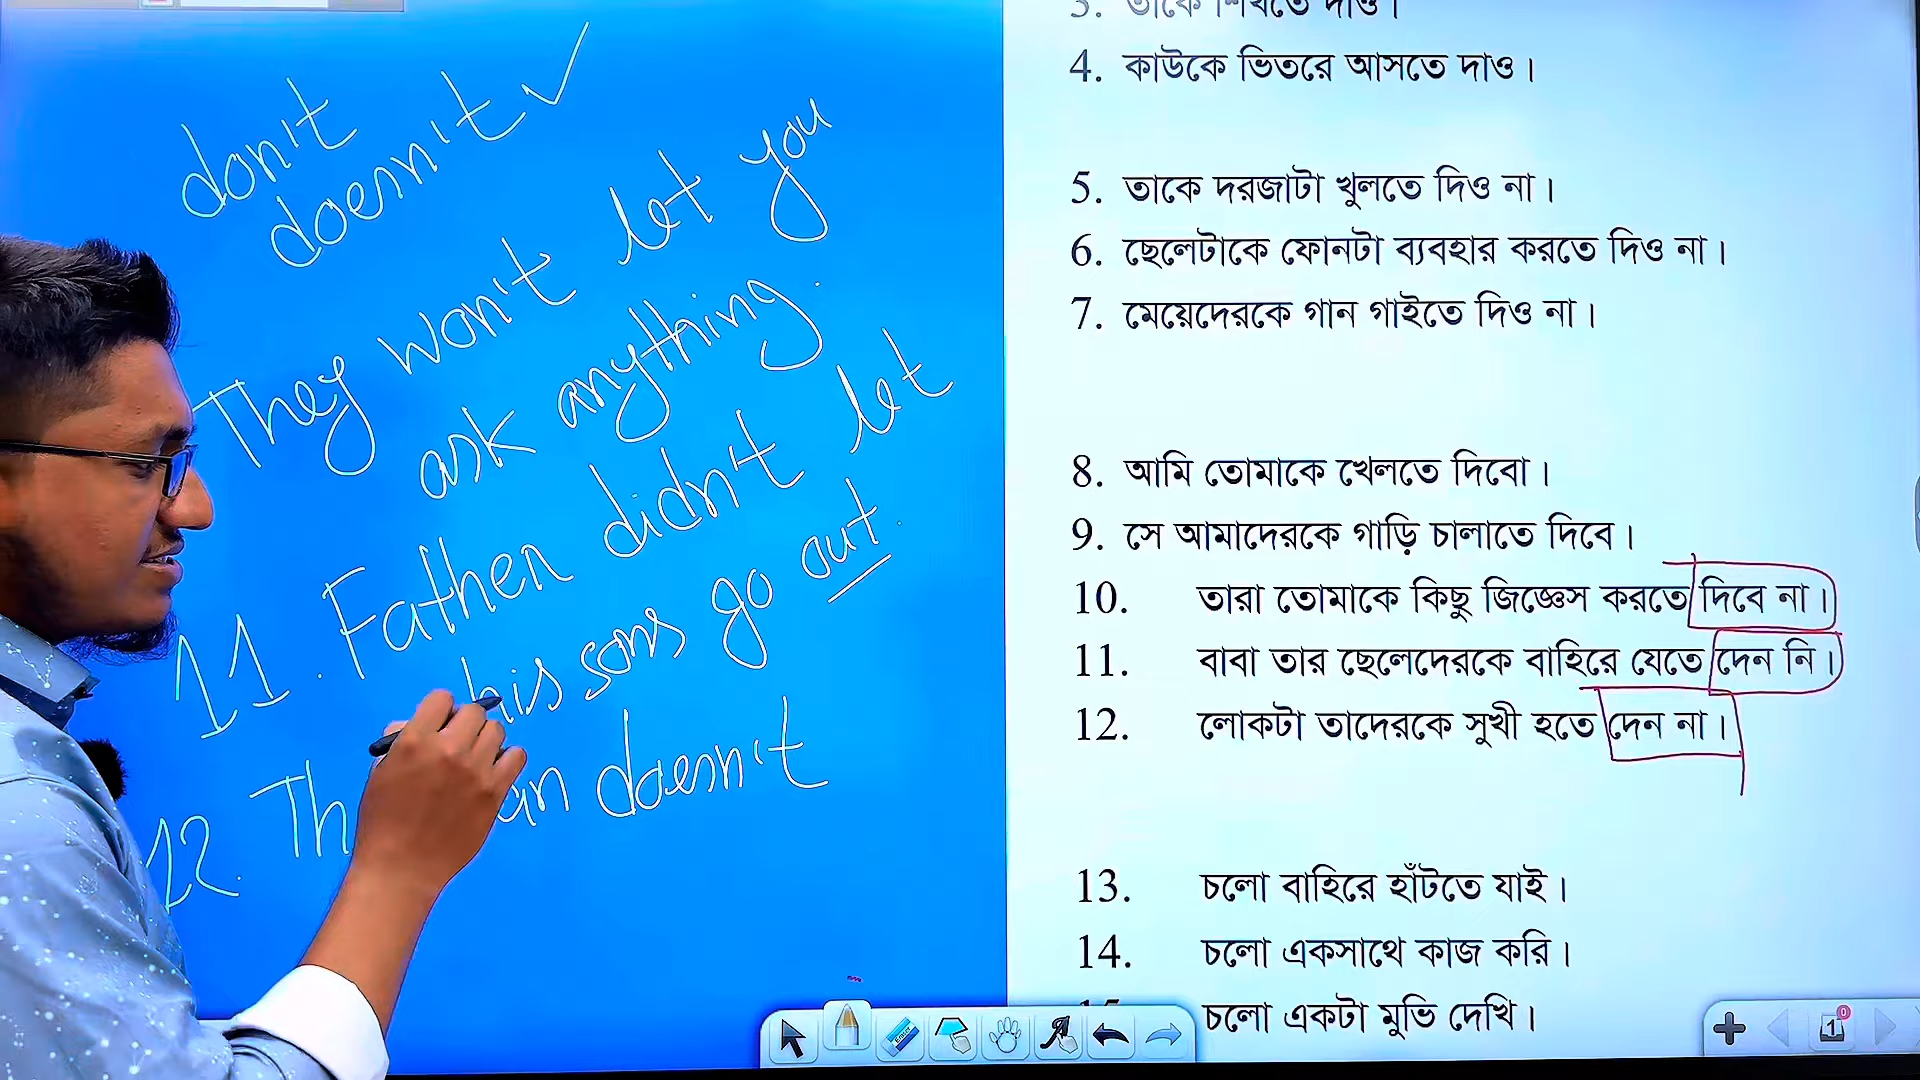 don't
doesn't ✓
They won't let you
ask anything.
11. Father didn't let
his sons go out.
12. Th an doesn't
4. কাউকে ভিতরে আসতে দাও।
5. তাকে দরজাটা খুলতে দিও না।
6. ছেলেটাকে ফোনটা ব্যবহার করতে দিও না।
7. মেয়েদেরকে গান গাইতে দিও না।
8. আমি তোমাকে খেলতে দিবো।
9. সে আমাদেরকে গাড়ি চালাতে দিবে।
10. তারা তোমাকে কিছু জিজ্ঞেস করতে দিবে না।
11. বাবা তার ছেলেদেরকে বাহিরে যেতে দেন নি।
12. লোকটা তাদেরকে সুখী হতে দেন না।
13. চলো বাহিরে হাঁটতে যাই।
14. চলো একসাথে কাজ করি।
চলো একটা মুভি দেখি।
1
0